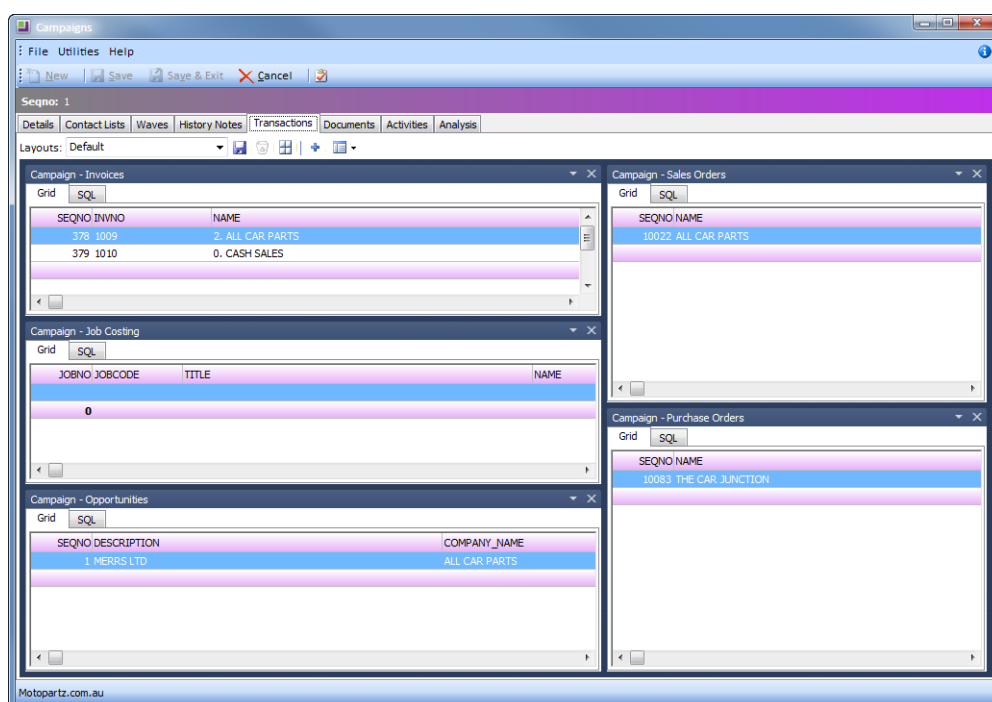 Campaigns
File Utilities Help
New Save Save & Exit Cancel
Seqno: 1
Details Contact Lists Waves History Notes Transactions Documents Activities Analysis
Layouts: Default
Campaign - Invoices
Grid SQL
SEQNO INVNO NAME
378 1009 2. ALL CAR PARTS
379 1010 0. CASH SALES
Campaign - Job Costing
Grid SQL
JOBNO JOBCODE TITLE NAME
0
Campaign - Opportunities
Grid SQL
SEQNO DESCRIPTION COMPANY_NAME
1 MERRS LTD ALL CAR PARTS
Campaign - Sales Orders
Grid SQL
SEQNO NAME
10022 ALL CAR PARTS
Campaign - Purchase Orders
Grid SQL
SEQNO NAME
10083 THE CAR JUNCTION
Motopartz.com.au